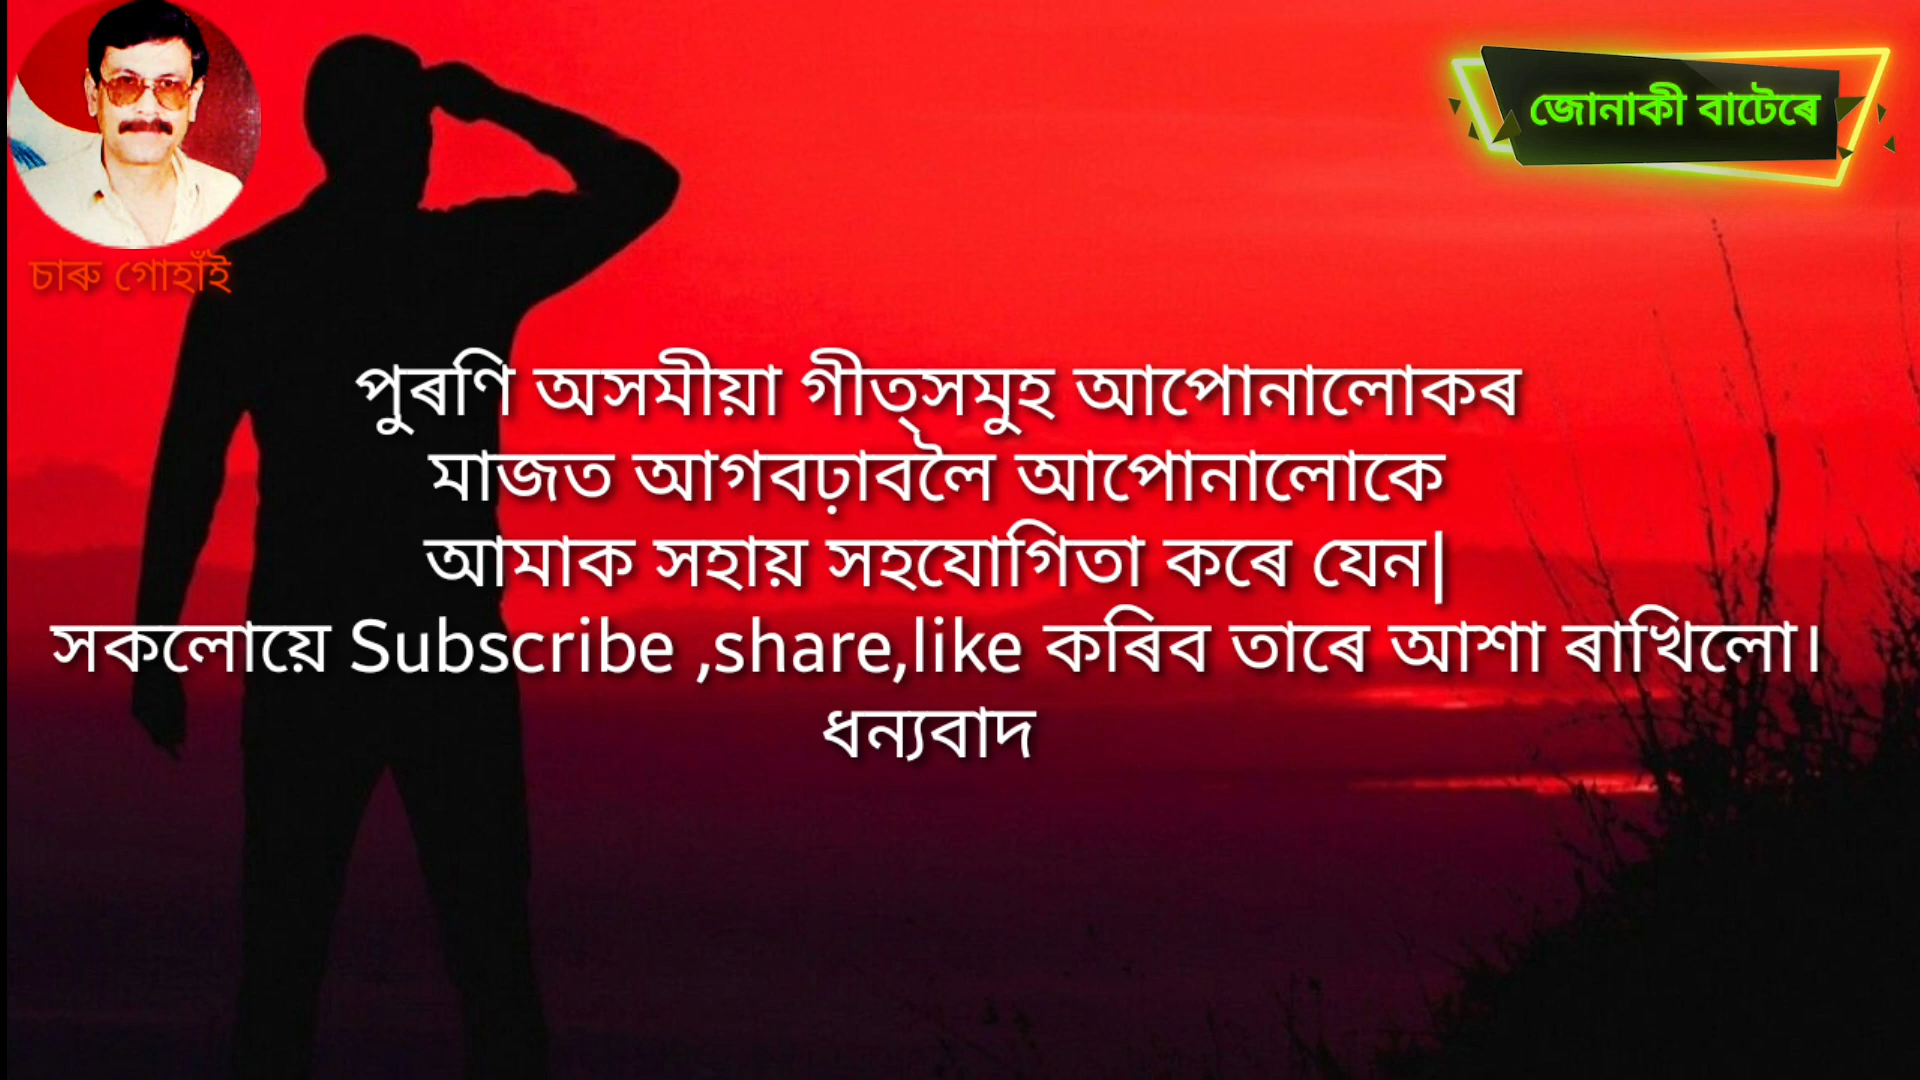 জোনাকী বাটেৰে
চাৰু গোহাঁই
পুৰণি অসমীয়া গীত্সমুহ আপোনালোকৰ
মাজত আগবঢ়াবলৈ আপোনালোকে
আমাক সহায় সহযোগিতা কৰে যেন|
সকলোয়ে Subscribe ,share,like কৰিব তাৰে আশা ৰাখিলো।
ধন্যবাদ